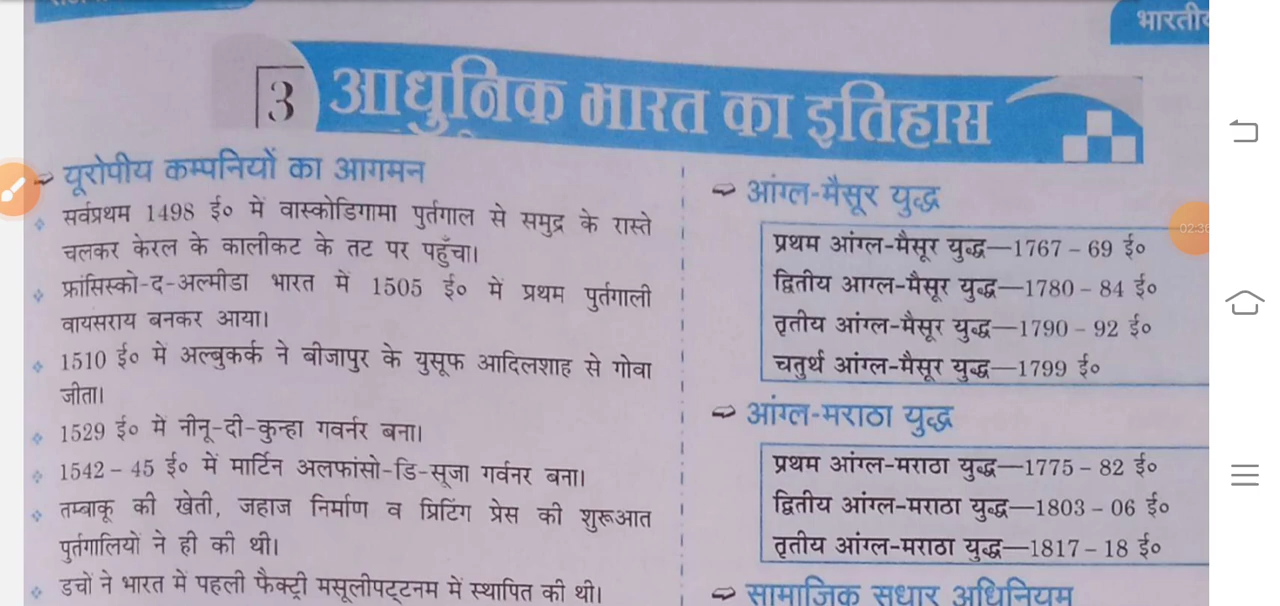 3 आधुनिक भारत का इतिहास
यूरोपीय कम्पनियों का आगमन
सर्वप्रथम 1498 ई० में वास्कोडिगामा पुर्तगाल से समुद्र के रास्ते
चलकर केरल के कालीकट के तट पर पहुँचा।
फ्रांसिस्को-द-अल्मीडा भारत में 1505 ई० में प्रथम पुर्तगाली
वायसराय बनकर आया।
1510 ई० में अल्बुकर्क ने बीजापुर के युसूफ आदिलशाह से गोवा
जीता।
1529 ई० में नीनू-दी-कुन्हा गवर्नर बना।
1542 – 45 ई० में मार्टिन अलफांसो-डि-सूजा गर्वनर बना।
तम्बाकू की खेती, जहाज निर्माण व प्रिटिंग प्रेस की शुरूआत
पुर्तगालियों ने ही की थी।
डचों ने भारत में पहली फैक्ट्री मसूलीपट्टनम में स्थापित की थी।
भारतीय
आंग्ल-मैसूर युद्ध
प्रथम आंग्ल-मैसूर युद्ध—1767 – 69 ई०
द्वितीय आग्ल-मैसूर युद्ध—1780 – 84 ई०
तृतीय आंग्ल-मैसूर युद्ध—1790 – 92 ई०
चतुर्थ आंग्ल-मैसूर युद्ध—1799 ई०
आंग्ल-मराठा युद्ध
प्रथम आंग्ल-मराठा युद्ध—1775 – 82 ई०
द्वितीय आंग्ल-मराठा युद्ध—1803 – 06 ई०
तृतीय आंग्ल-मराठा युद्ध—1817 – 18 ई०
सामाजिक सुधार अधिनियम